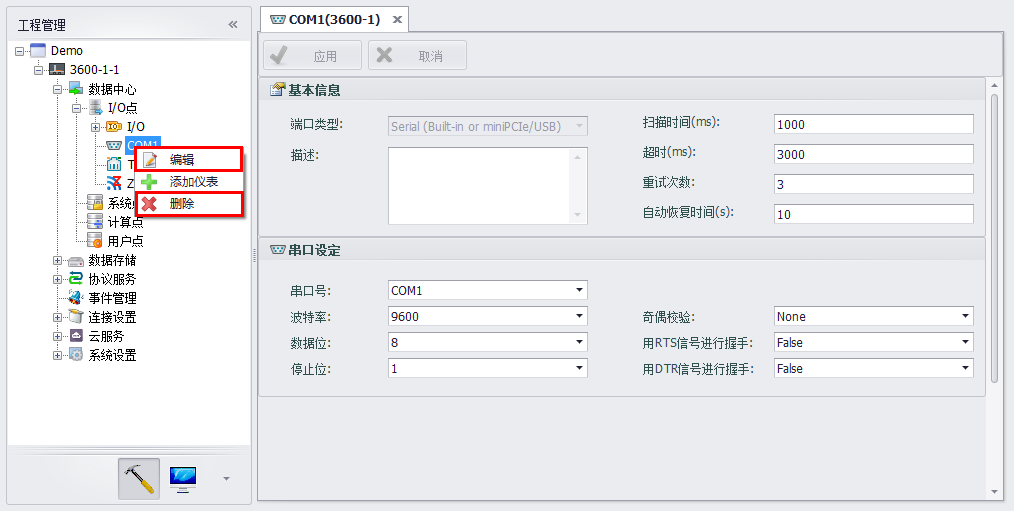 工程管理
Demo
3600-1-1
数据中心
I/O点
I/O
COM1
T
Z
编辑
添加仪表
删除
系统点
计算点
用户点
数据存储
协议服务
事件管理
连接设置
云服务
系统设置
COM1(3600-1)
应用
取消
基本信息
端口类型: Serial (Built-in or miniPCIe/USB) 扫描时间(ms): 1000
描述: 超时(ms): 3000
重试次数: 3
自动恢复时间(s): 10
串口设定
串口号: COM1
波特率: 9600 奇偶校验: None
数据位: 8 用RTS信号进行握手: False
停止位: 1 用DTR信号进行握手: False